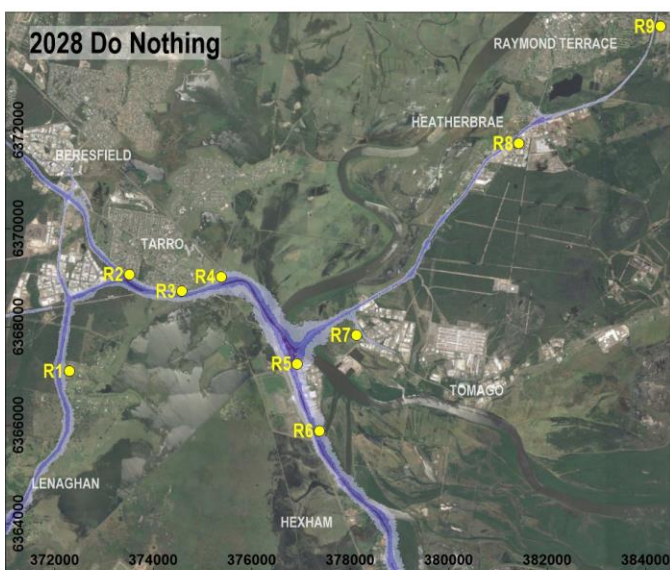 2028 Do Nothing
R9
RAYMOND TERRACE
HEATHERBRAE
R8
BERESFIELD
TARRO
R2
R3
R4
R7
R5
R1
TOMAGO
R6
LENAGHAN
HEXHAM
6372000
6370000
6368000
6366000
6364000
372000 374000 376000 378000 380000 382000 384000